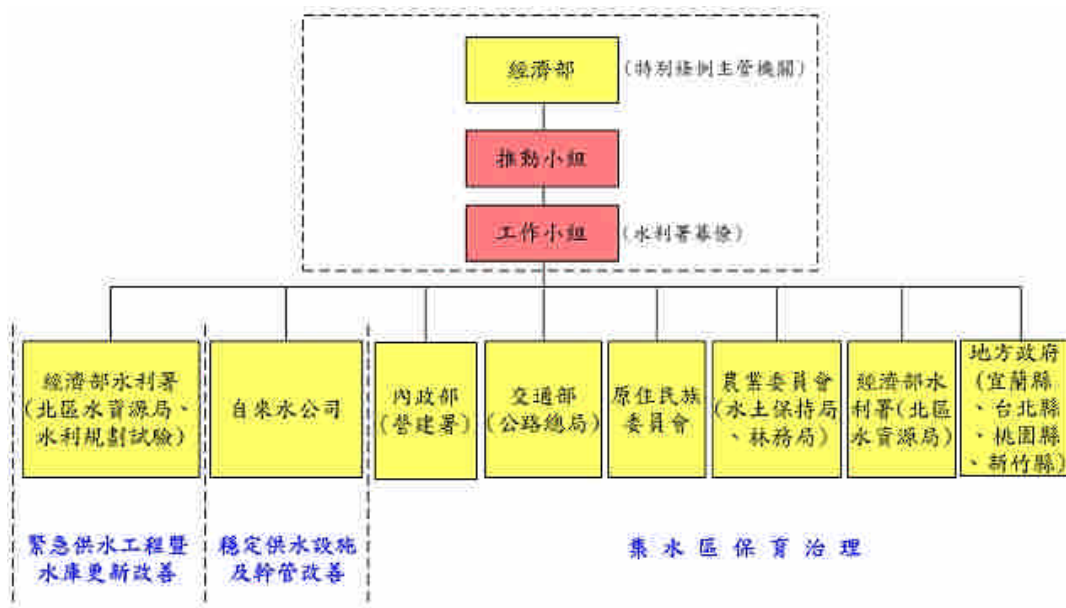 經濟部
(特別條例主管機關)
推動小組
工作小組
(水利署幕僚)
經濟部水利署
(北區水資源局、
水利規劃試驗)
自來水公司
內政部
(營建署)
交通部
(公路總局)
原住民族
委員會
農業委員會
(水土保持局
、林務局)
經濟部水
利署(北區
水資源局)
地方政府
(宜蘭縣
、台北縣
、桃園縣
、新竹縣)
緊急供水工程暨
水庫更新改善
穩定供水設施
及幹管改善
集水區保育治理